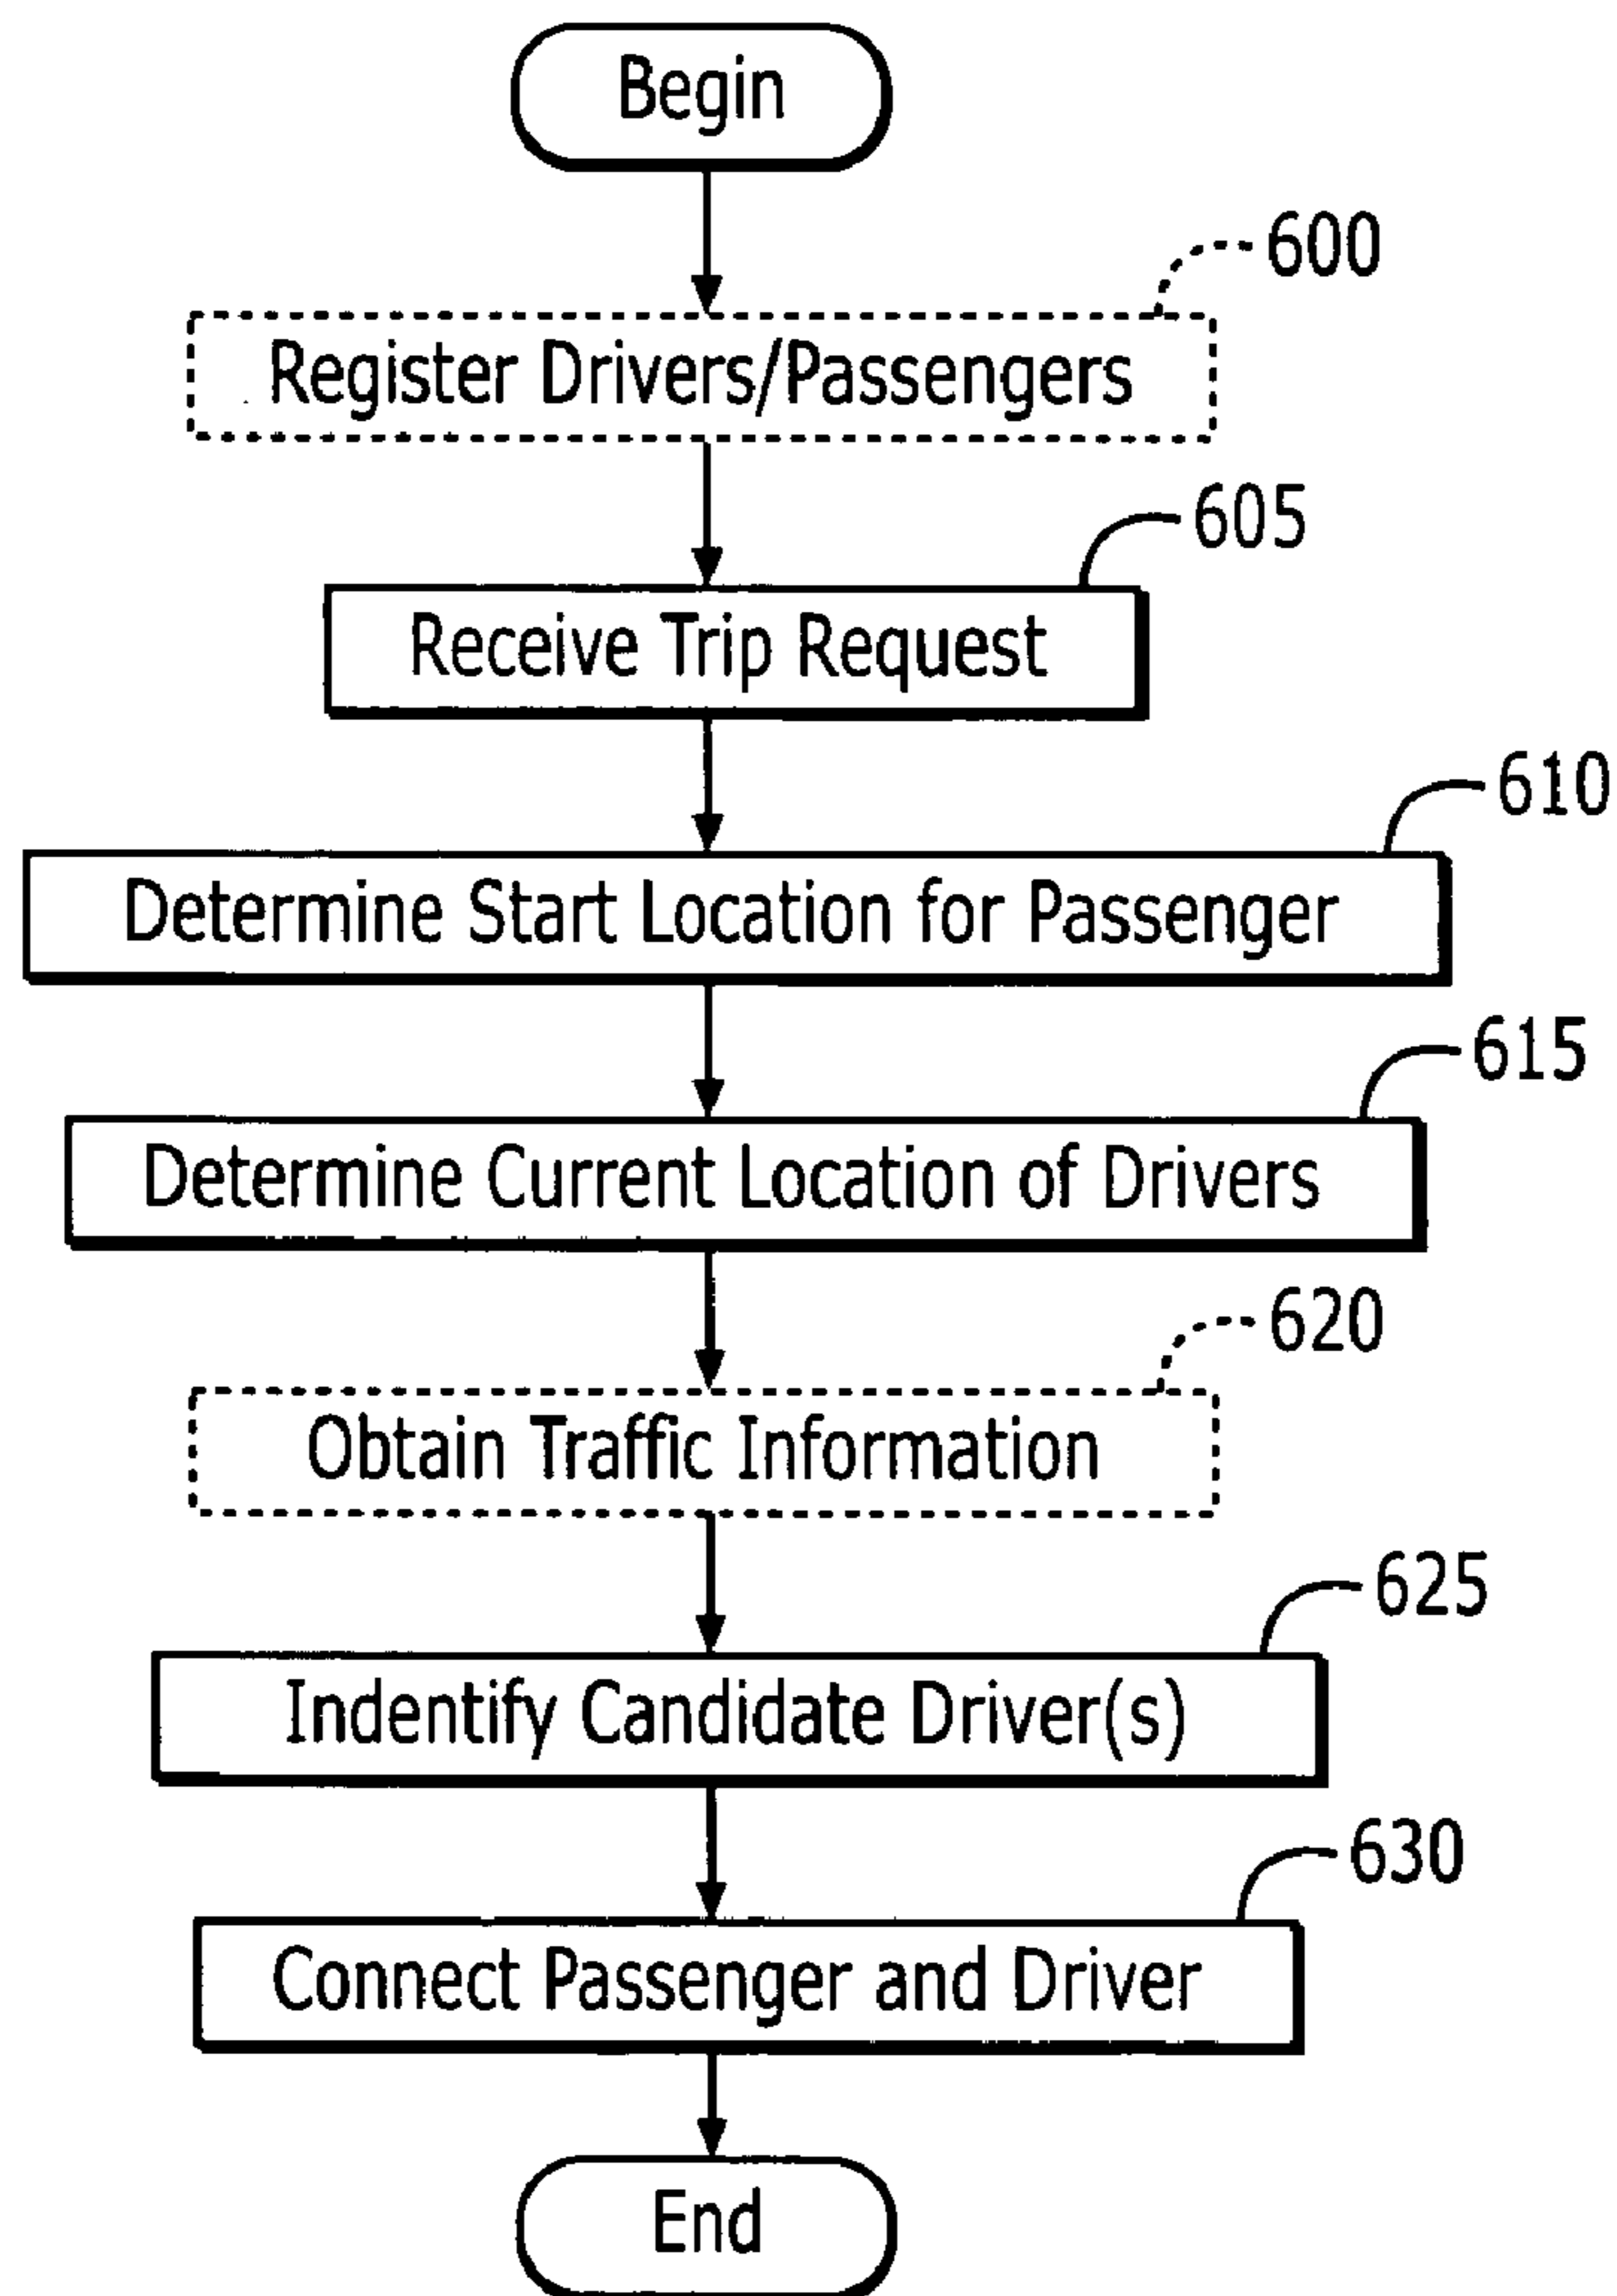 Begin
600
Register Drivers/Passengers
605
Receive Trip Request
610
Determine Start Location for Passenger
615
Determine Current Location of Drivers
620
Obtain Traffic Information
625
Indentify Candidate Driver(s)
630
Connect Passenger and Driver
End